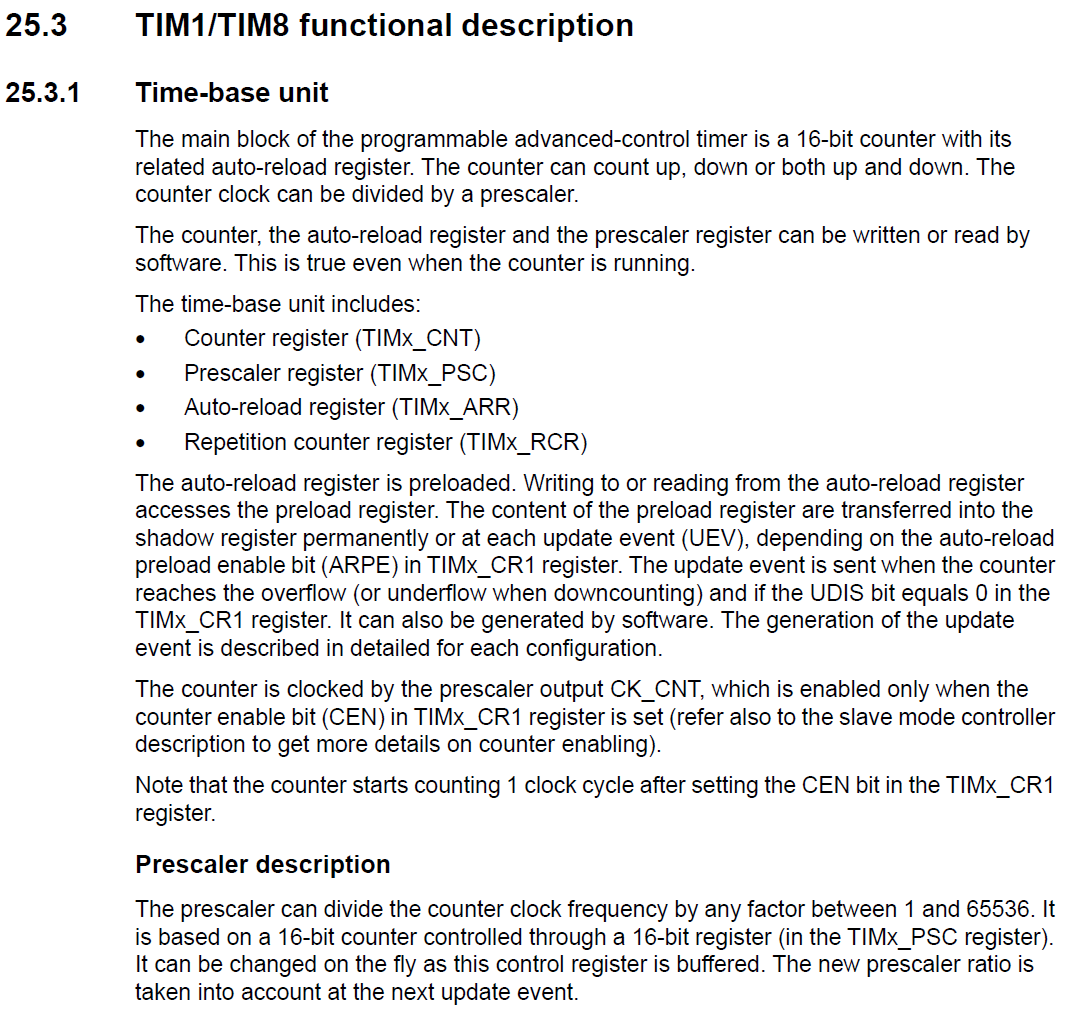 25.3 TIM1/TIM8 functional description
25.3.1 Time-base unit
The main block of the programmable advanced-control timer is a 16-bit counter with its
related auto-reload register. The counter can count up, down or both up and down. The
counter clock can be divided by a prescaler.
The counter, the auto-reload register and the prescaler register can be written or read by
software. This is true even when the counter is running.
The time-base unit includes:
• Counter register (TIMx_CNT)
• Prescaler register (TIMx_PSC)
• Auto-reload register (TIMx_ARR)
• Repetition counter register (TIMx_RCR)
The auto-reload register is preloaded. Writing to or reading from the auto-reload register
accesses the preload register. The content of the preload register are transferred into the
shadow register permanently or at each update event (UEV), depending on the auto-reload
preload enable bit (ARPE) in TIMx_CR1 register. The update event is sent when the counter
reaches the overflow (or underflow when downcounting) and if the UDIS bit equals 0 in the
TIMx_CR1 register. It can also be generated by software. The generation of the update
event is described in detailed for each configuration.
The counter is clocked by the prescaler output CK_CNT, which is enabled only when the
counter enable bit (CEN) in TIMx_CR1 register is set (refer also to the slave mode controller
description to get more details on counter enabling).
Note that the counter starts counting 1 clock cycle after setting the CEN bit in the TIMx_CR1
register.
Prescaler description
The prescaler can divide the counter clock frequency by any factor between 1 and 65536. It
is based on a 16-bit counter controlled through a 16-bit register (in the TIMx_PSC register).
It can be changed on the fly as this control register is buffered. The new prescaler ratio is
taken into account at the next update event.